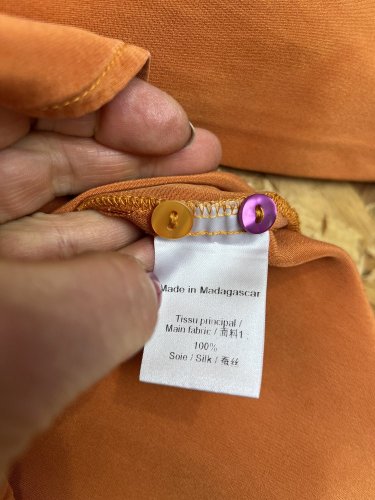 Made in Madagascar
Tissu principal /
Main fabric / 面料1
100%
Soie / Silk / 蚕丝